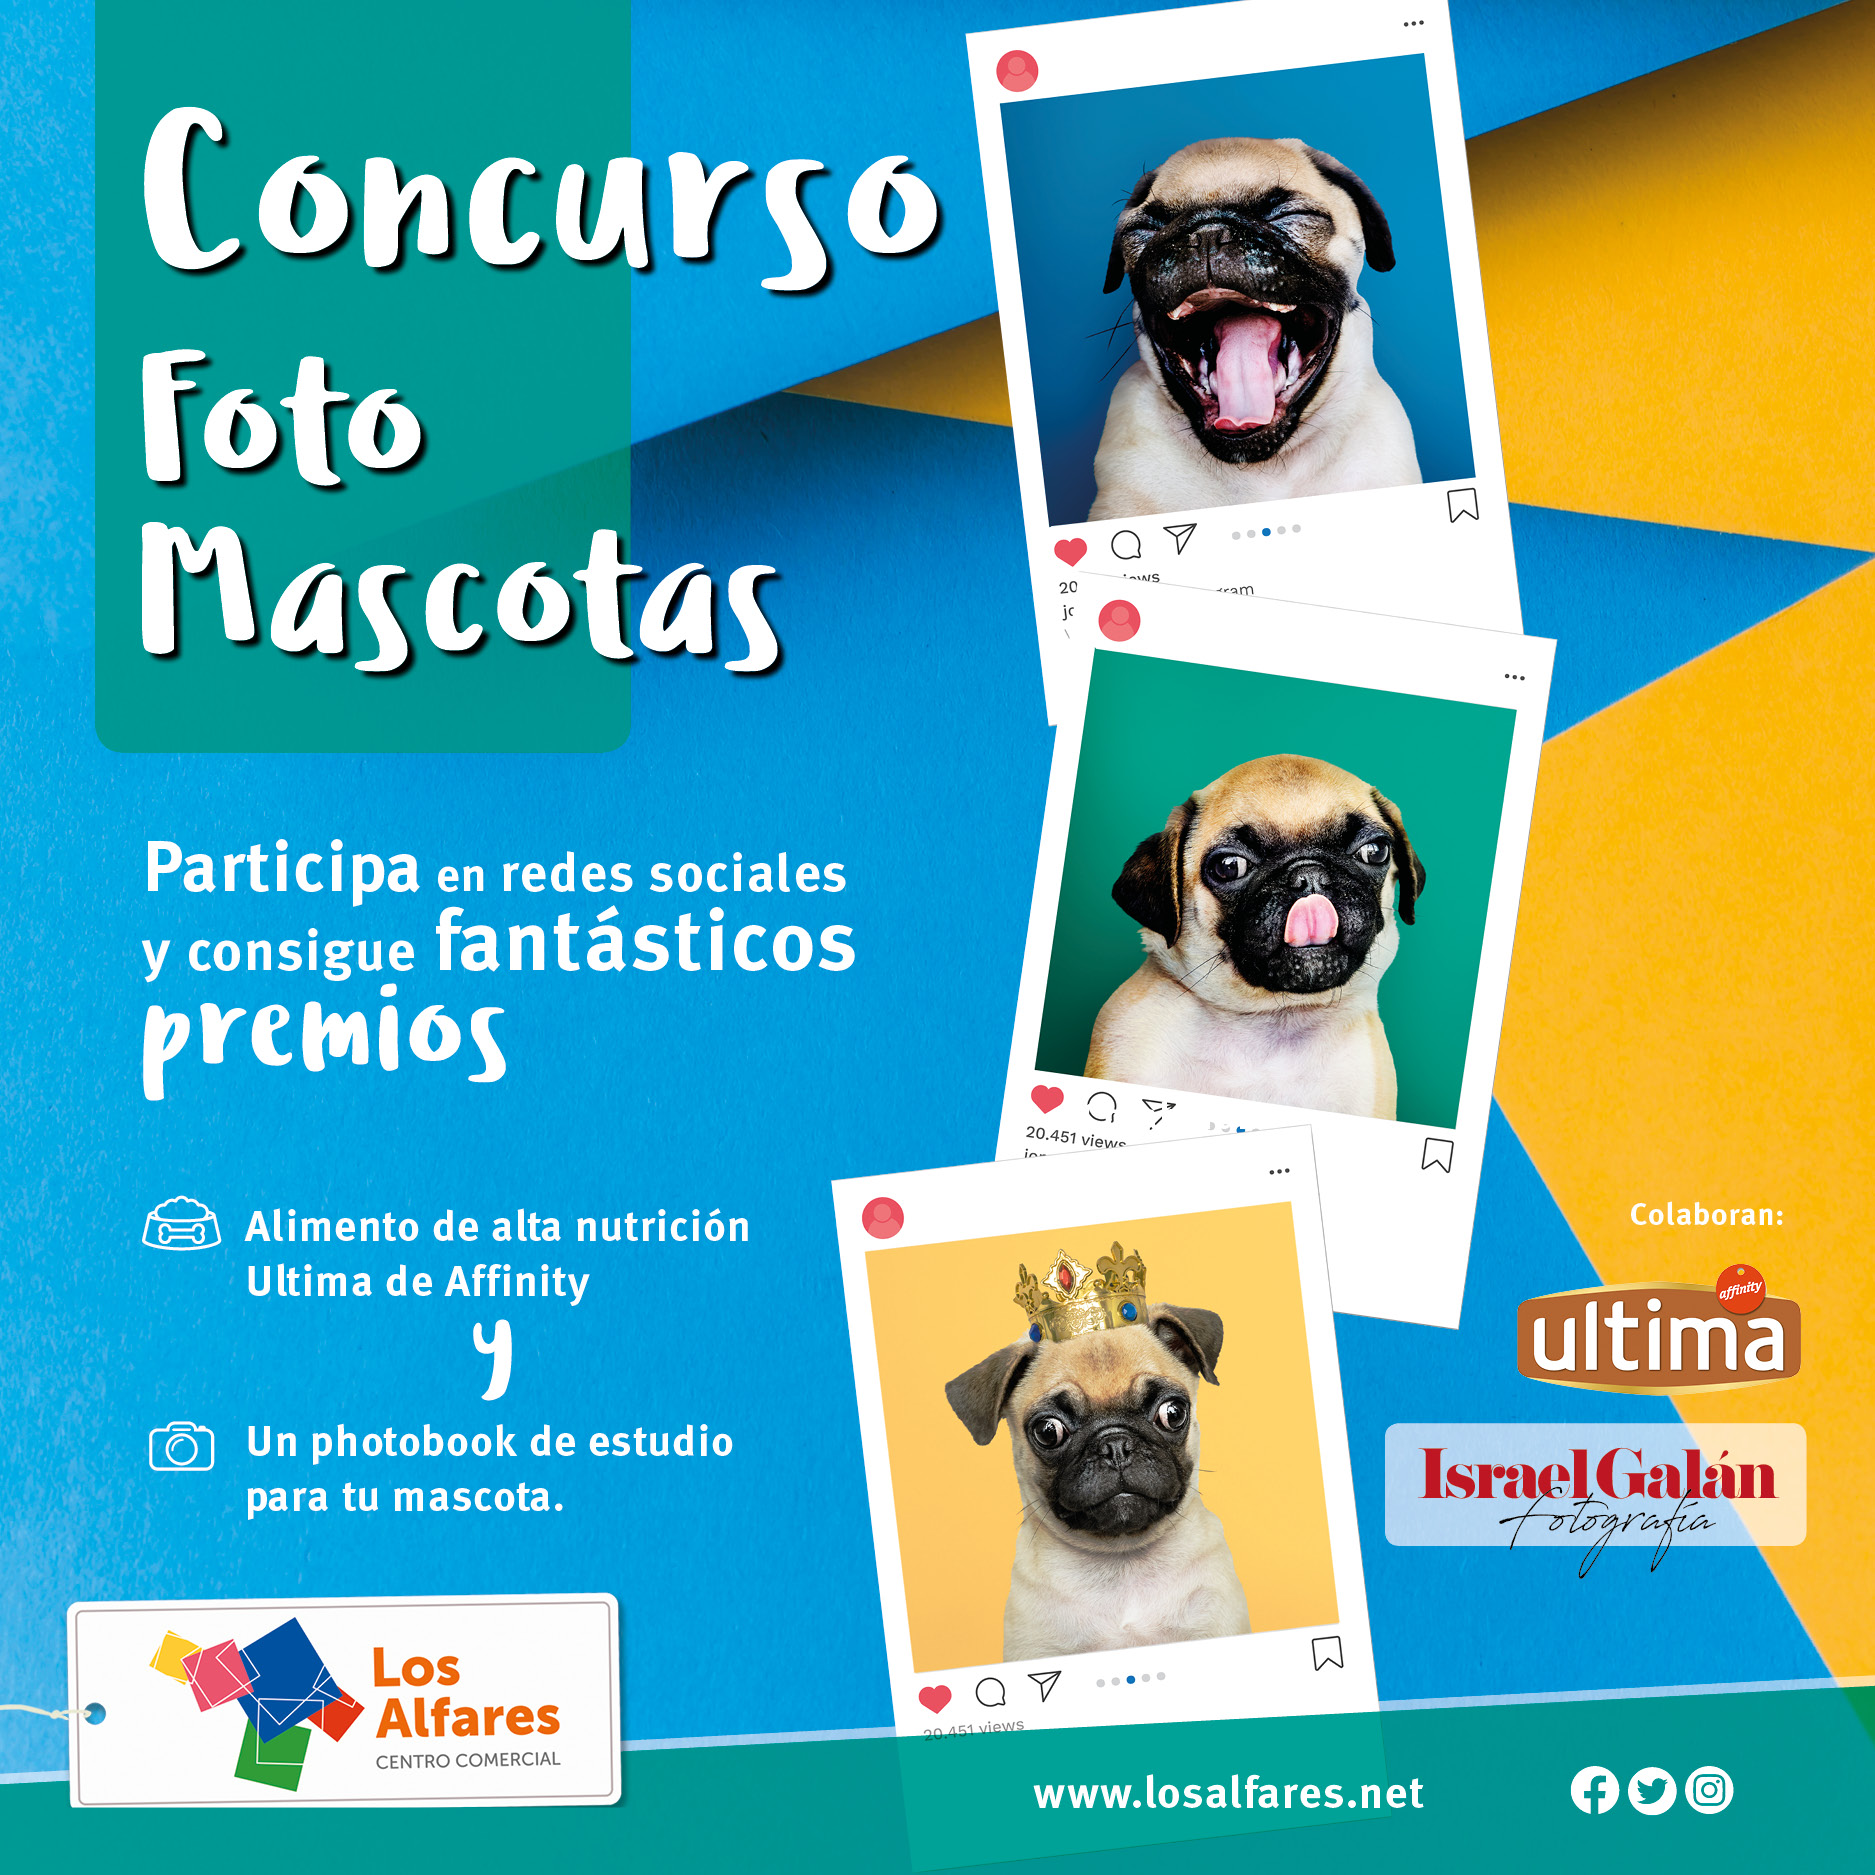 Concurso
Foto
Mascotas
Participa en redes sociales
y consigue fantásticos
premios
Alimento de alta nutrición
Ultima de Affinity
y
Un photobook de estudio
para tu mascota.
20
views
20.451 views
20.451 views
Colaboran:
affinity
ultima
Israel Galán
Fotografía
Los
Alfares
CENTRO COMERCIAL
www.losalfares.net